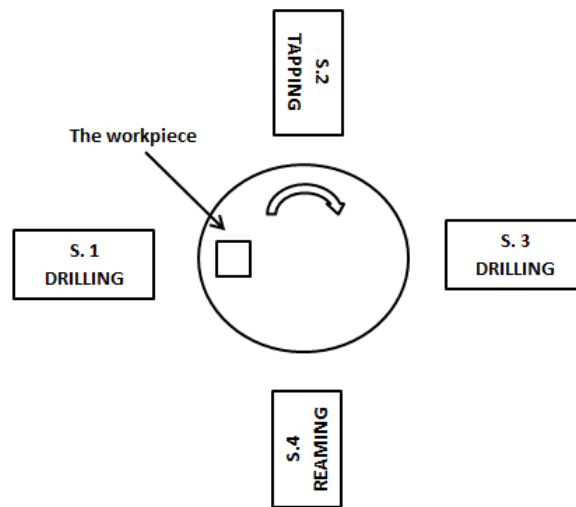 S.2
TAPPING
The workpiece
S. 1
DRILLING
S. 3
DRILLING
S.4
REAMING